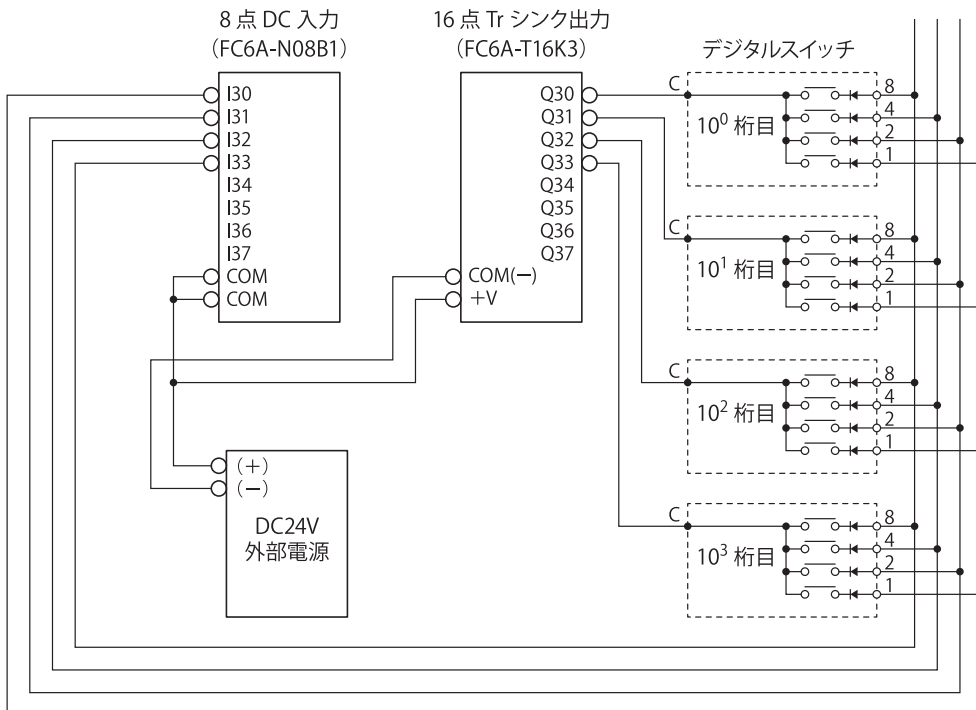 8 点 DC 入力
(FC6A-N08B1)
I30
I31
I32
I33
I34
I35
I36
I37
COM
COM
16 点 Tr シンク出力
(FC6A-T16K3)
Q30
Q31
Q32
Q33
Q34
Q35
Q36
Q37
COM(−)
+V
(+)
(−)
DC24V
外部電源
デジタルスイッチ
C
10⁰ 桁目
8
4
2
1
C
10¹ 桁目
8
4
2
1
C
10² 桁目
8
4
2
1
C
10³ 桁目
8
4
2
1